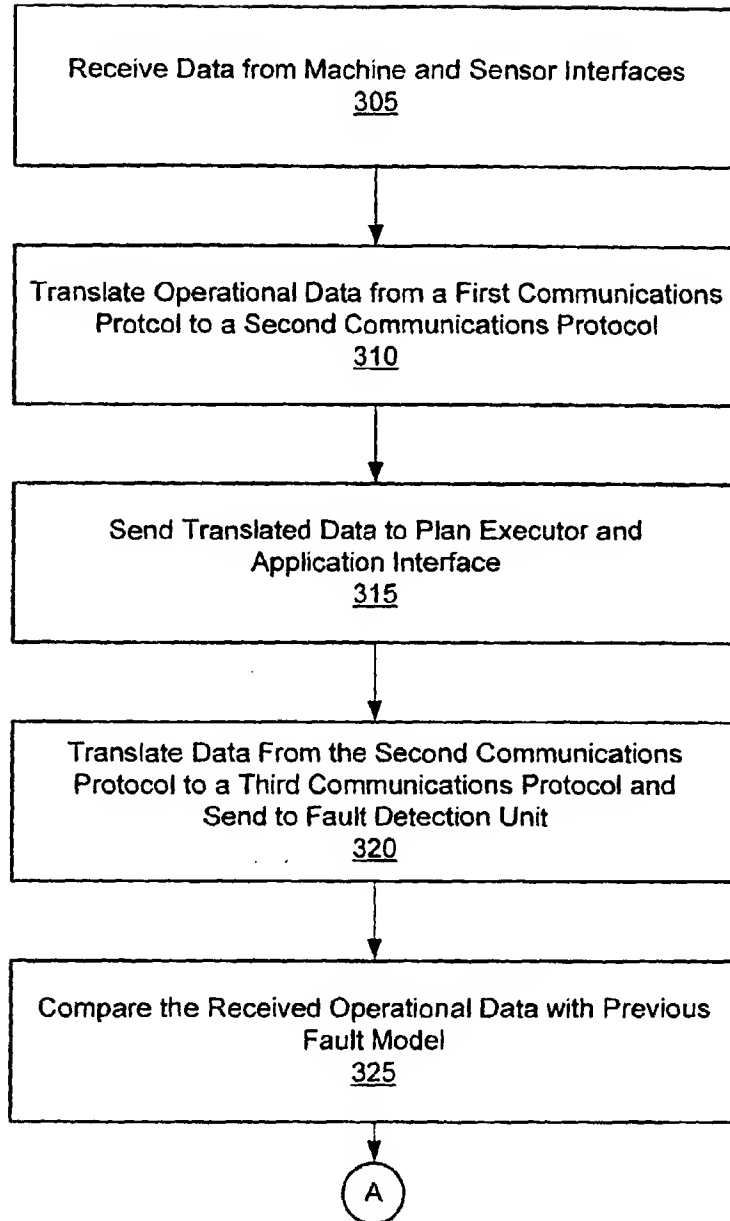 Receive Data from Machine and Sensor Interfaces
305
Translate Operational Data from a First Communications
Protcol to a Second Communications Protocol
310
Send Translated Data to Plan Executor and
Application Interface
315
Translate Data From the Second Communications
Protocol to a Third Communications Protocol and
Send to Fault Detection Unit
320
Compare the Received Operational Data with Previous
Fault Model
325
A